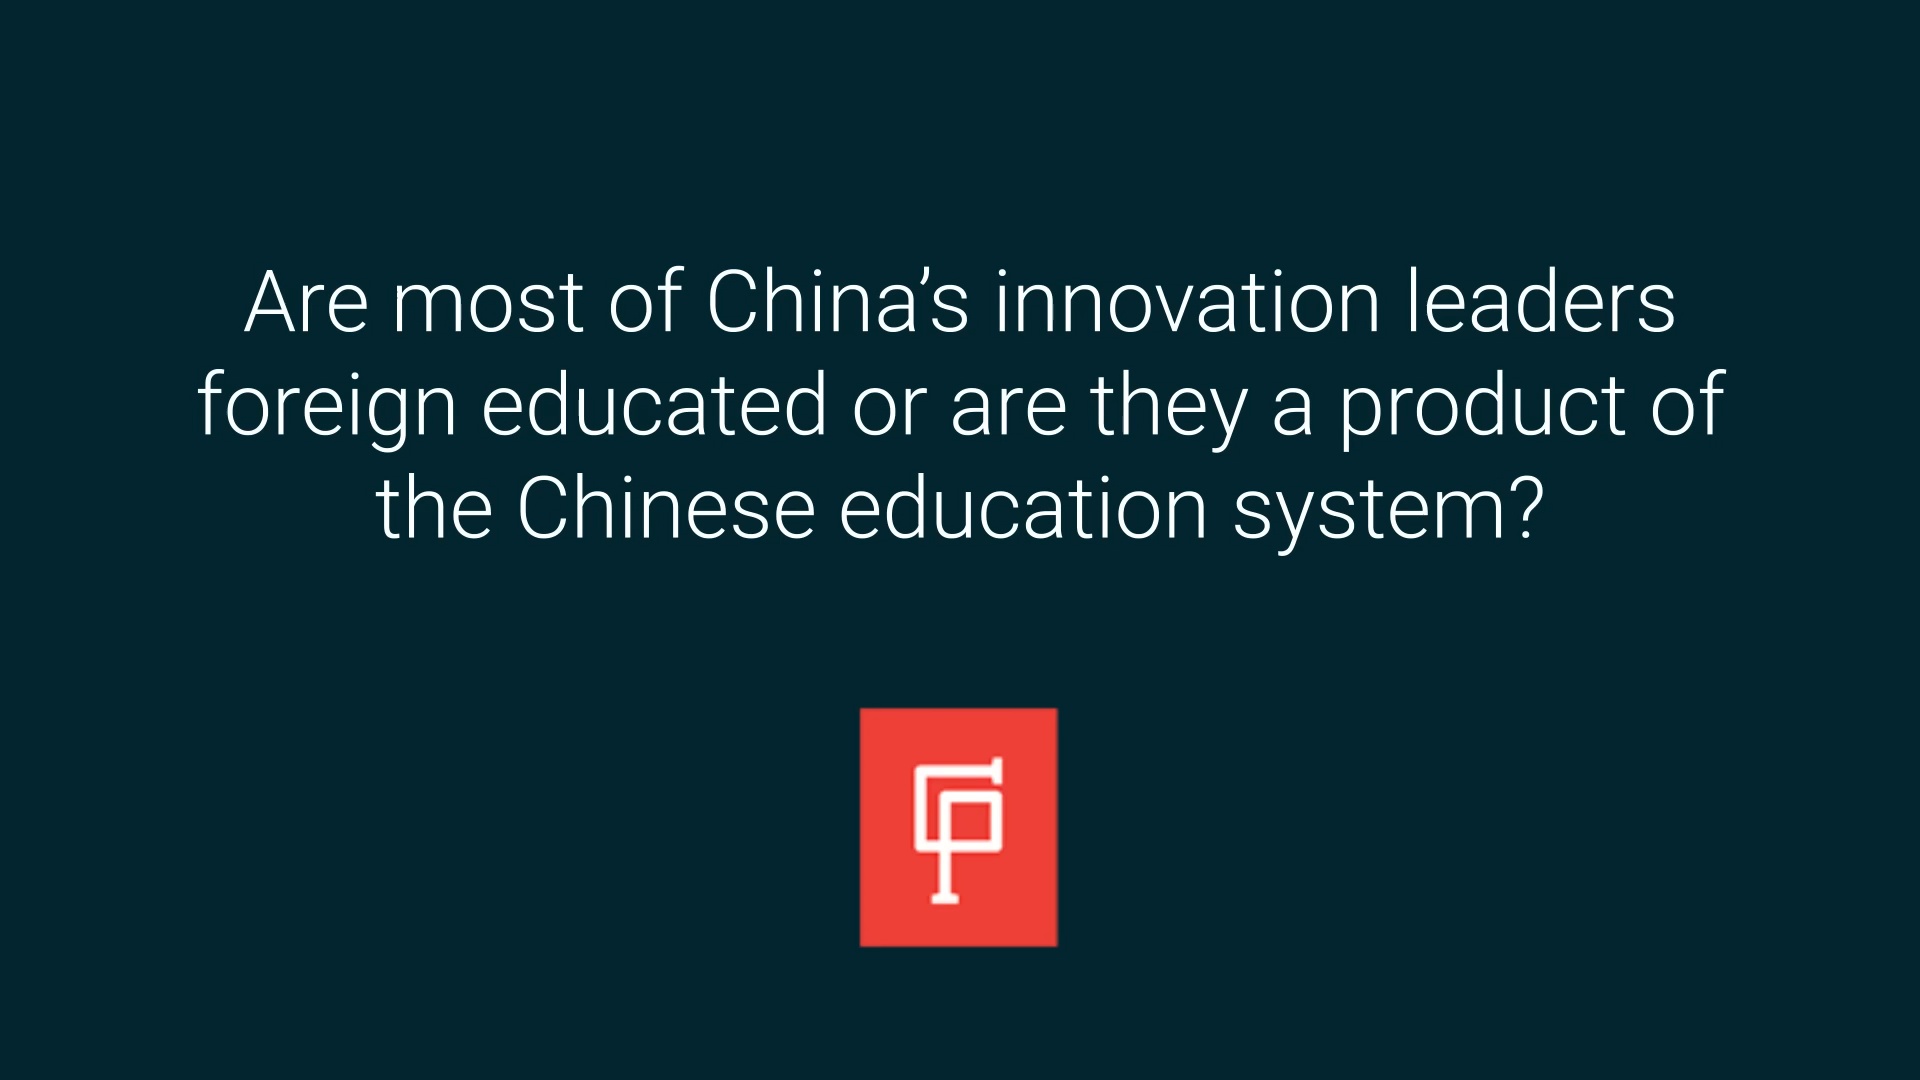 Are most of China’s innovation leaders
foreign educated or are they a product of
the Chinese education system?